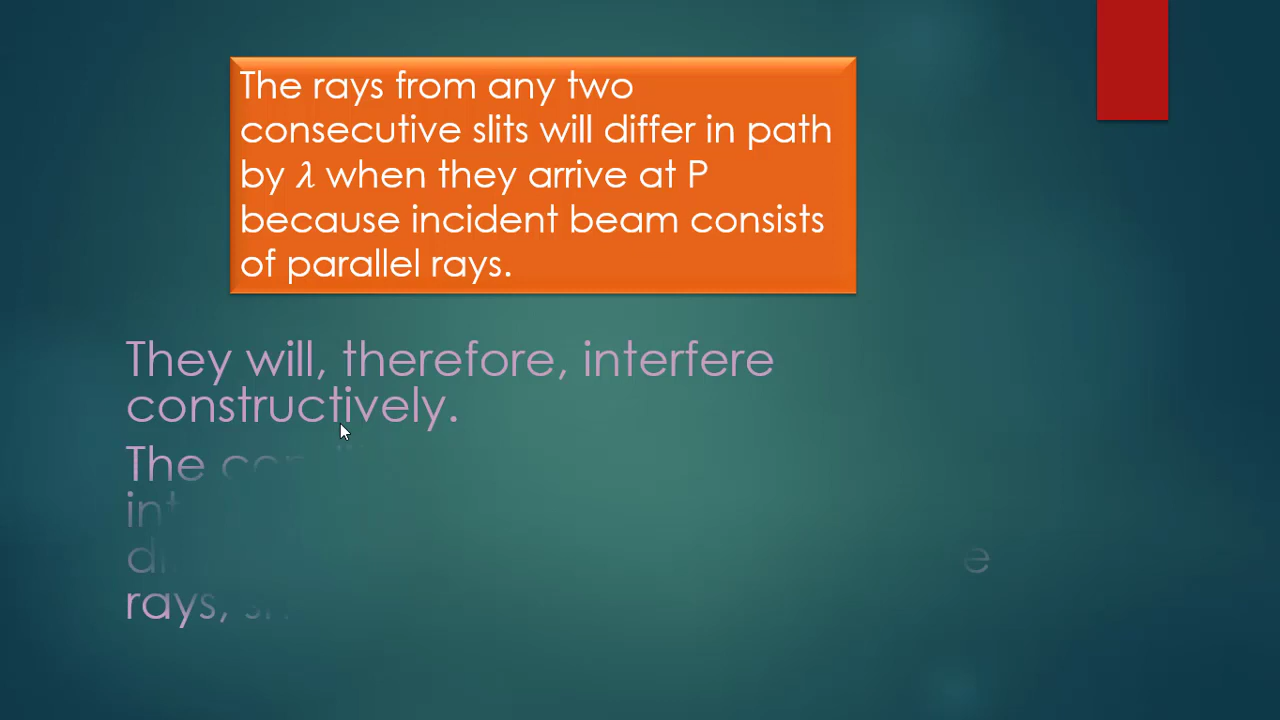 The rays from any two
consecutive slits will differ in path
by 𝜆 when they arrive at P
because incident beam consists
of parallel rays.
They will, therefore, interfere
constructively.
The
rays,